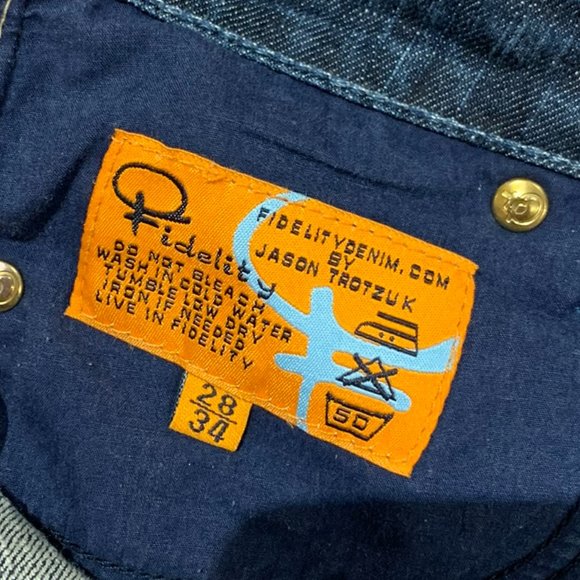 Fidelity
DO NOT BLEACH
WASH IN COLD WATER
TUMBLE LOW DRY
IRON IF NEEDED
LIVE IN FIDELITY
FIDELITYDENIM.COM
BY
JASON TROTZUK
50
28
34